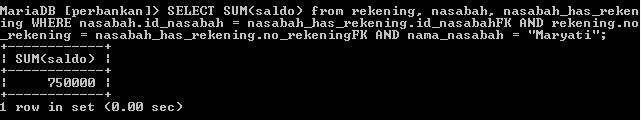 MariaDB [perbankan]> SELECT SUM(saldo) from rekening, nasabah, nasabah_has_reken
ing WHERE nasabah.id_nasabah = nasabah_has_rekening.id_nasabahFK AND rekening.no
_rekening = nasabah_has_rekening.no_rekeningFK AND nama_nasabah = "Maryati";
+------------+
| SUM(saldo) |
+------------+
|     750000 |
+------------+
1 row in set (0.00 sec)